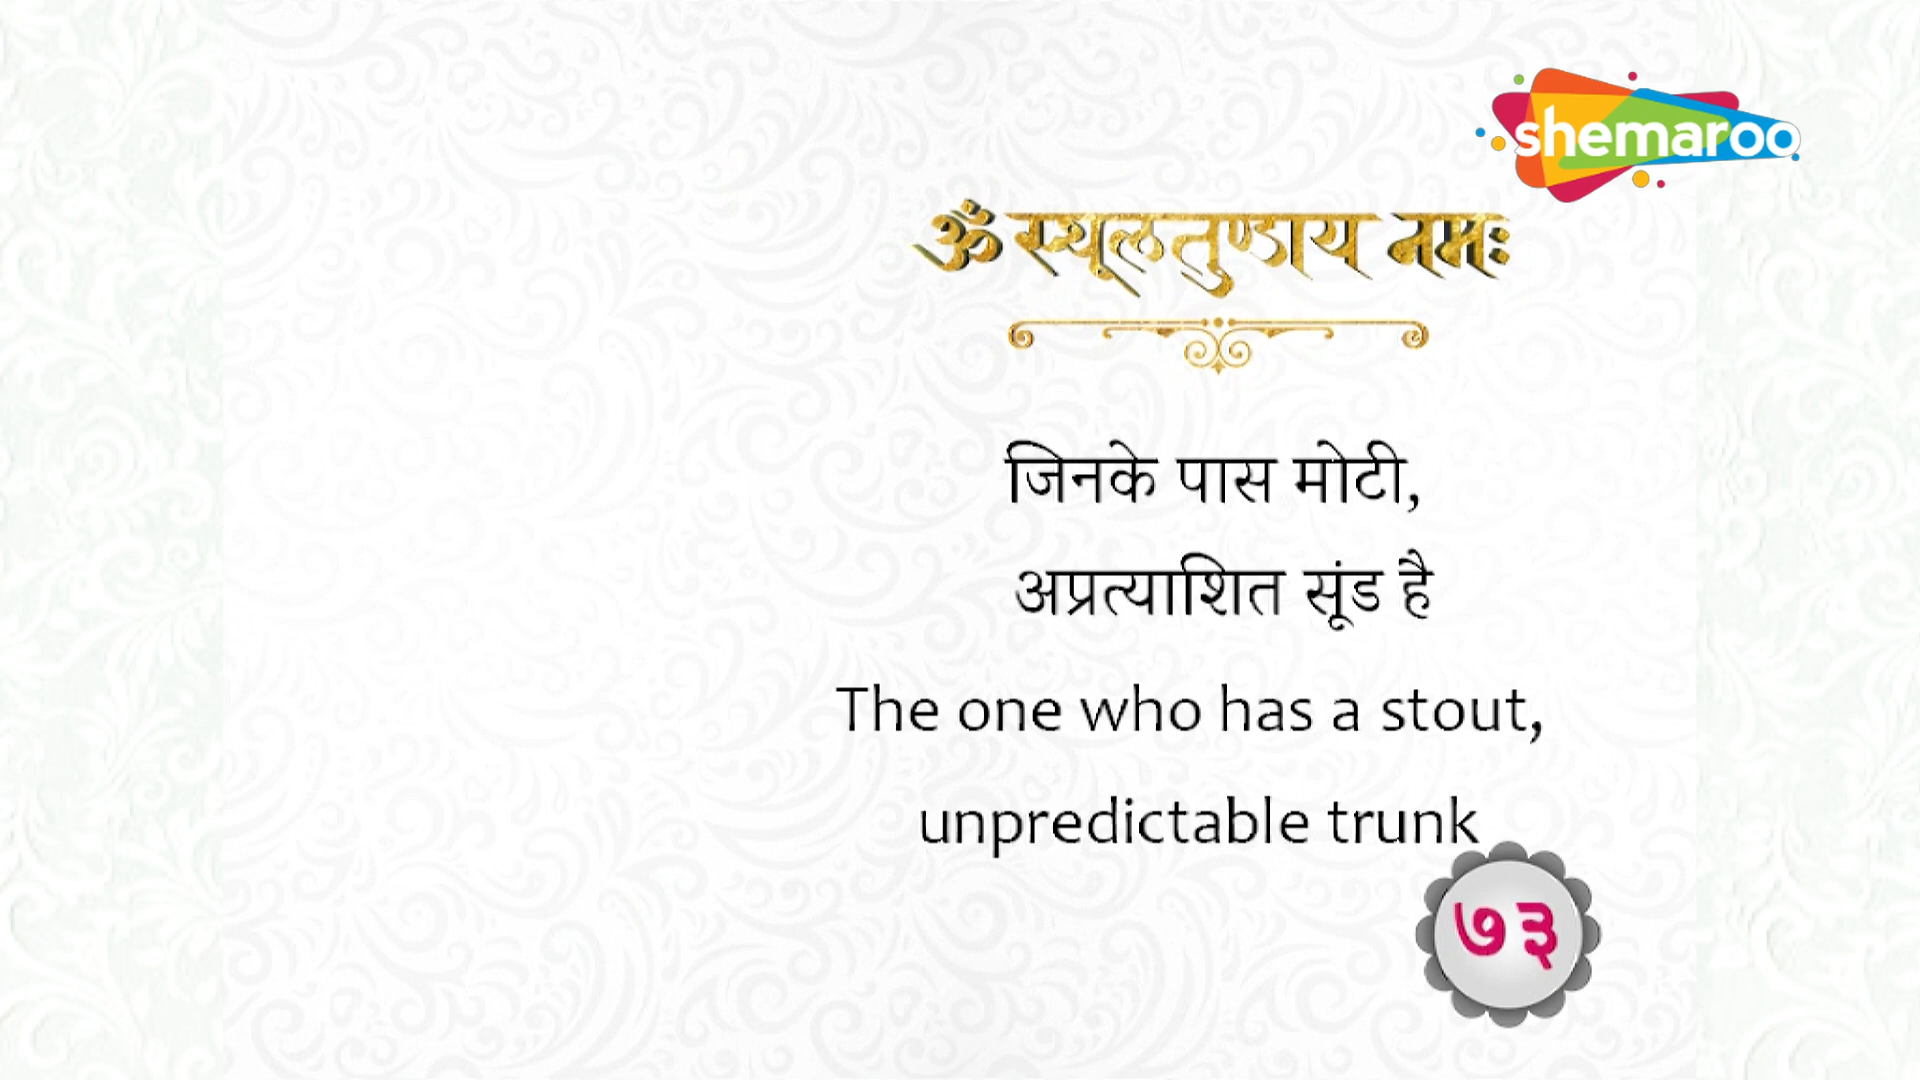 shemaroo
ॐ स्थूलतुण्डाय नमः
जिनके पास मोटी,
अप्रत्याशित सूंड है
The one who has a stout,
unpredictable trunk
७३